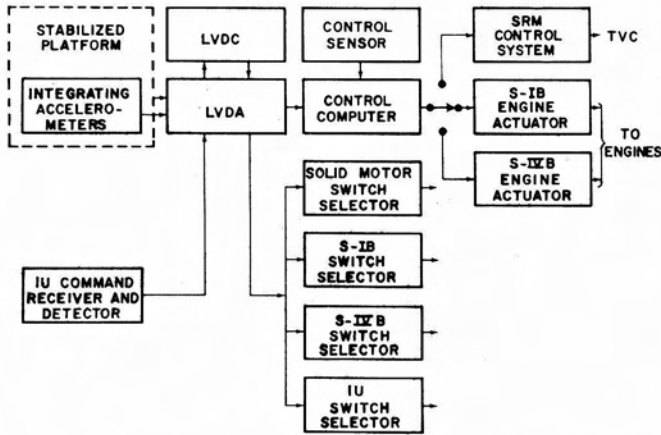 STABILIZED
PLATFORM
INTEGRATING
ACCELERO-
METERS
LVDC
LVDA
CONTROL
SENSOR
CONTROL
COMPUTER
SRM
CONTROL
SYSTEM
TVC
S-IB
ENGINE
ACTUATOR
S-IVB
ENGINE
ACTUATOR
TO
ENGINES
SOLID MOTOR
SWITCH
SELECTOR
S-IB
SWITCH
SELECTOR
S-IVB
SWITCH
SELECTOR
IU
SWITCH
SELECTOR
IU COMMAND
RECEIVER AND
DETECTOR